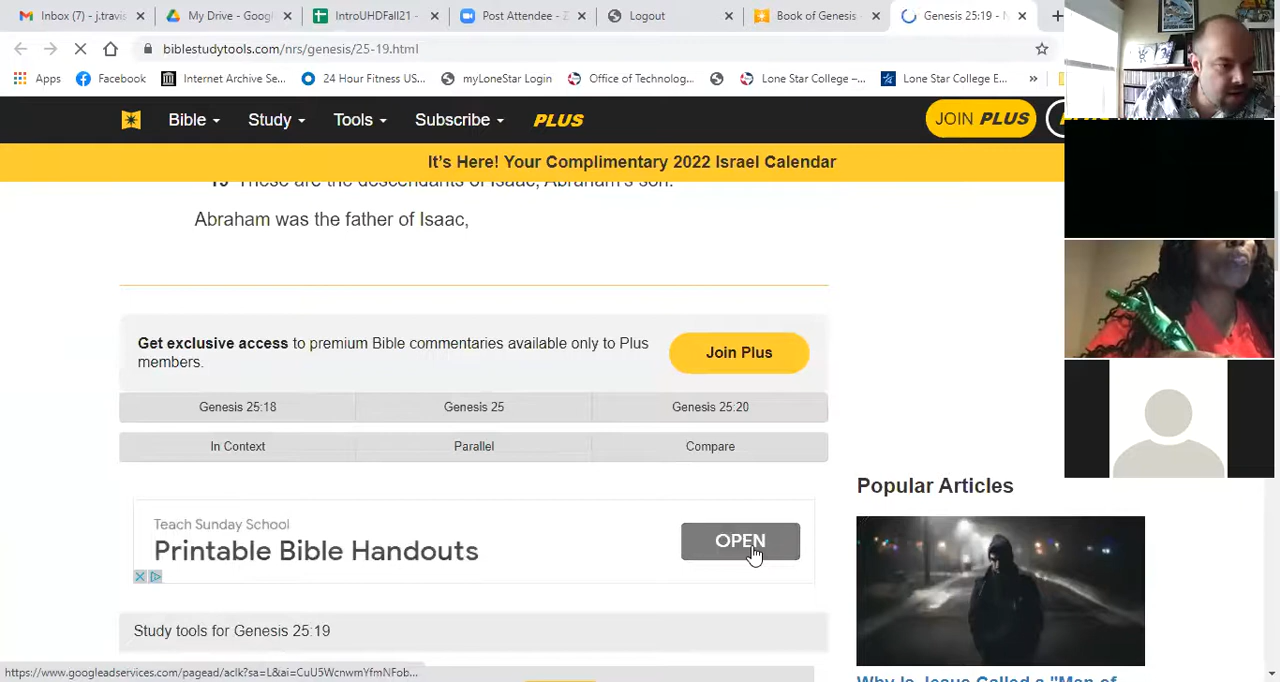 Inbox (7) - j.travis
My Drive - Goog
IntroUHDFall21 -
Post Attendee - Z
Logout
Book of Genesis
Genesis 25:19 - N
biblestudytools.com/nrs/genesis/25-19.html
Apps
Facebook
Internet Archive Se...
24 Hour Fitness US...
myLoneStar Login
Office of Technolog...
Lone Star College –...
Lone Star College E...
»
Bible
Study
Tools
Subscribe
PLUS
JOIN PLUS
It's Here! Your Complimentary 2022 Israel Calendar
19 These are the descendants of Isaac, Abraham's son:
Abraham was the father of Isaac,
Get exclusive access to premium Bible commentaries available only to Plus
members.
Join Plus
Genesis 25:18
Genesis 25
Genesis 25:20
In Context
Parallel
Compare
Teach Sunday School
Printable Bible Handouts
OPEN
Study tools for Genesis 25:19
Popular Articles
Why Is Jesus Called a "Man of
https://www.googleadservices.com/pagead/aclk?sa=L&ai=CuU5WcnwmYfmNFob...